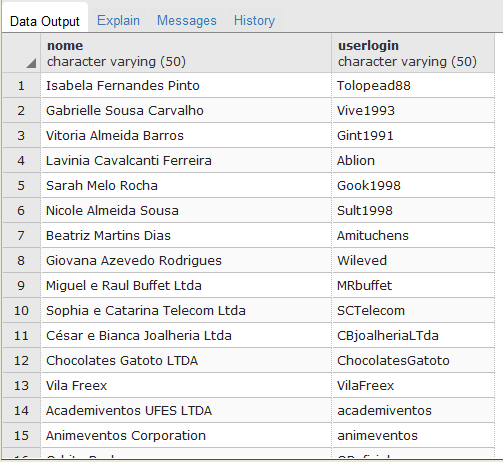 Data Output Explain Messages History
nome userlogin
character varying (50) character varying (50)
1 Isabela Fernandes Pinto Tolopead88
2 Gabrielle Sousa Carvalho Vive1993
3 Vitoria Almeida Barros Gint1991
4 Lavinia Cavalcanti Ferreira Ablion
5 Sarah Melo Rocha Gook1998
6 Nicole Almeida Sousa Sult1998
7 Beatriz Martins Dias Amituchens
8 Giovana Azevedo Rodrigues Wileved
9 Miguel e Raul Buffet Ltda MRbuffet
10 Sophia e Catarina Telecom Ltda SCTelecom
11 César e Bianca Joalheria Ltda CBjoalheriaLTda
12 Chocolates Gatoto LTDA ChocolatesGatoto
13 Vila Freex VilaFreex
14 Academiventos UFES LTDA academiventos
15 Animeventos Corporation animeventos